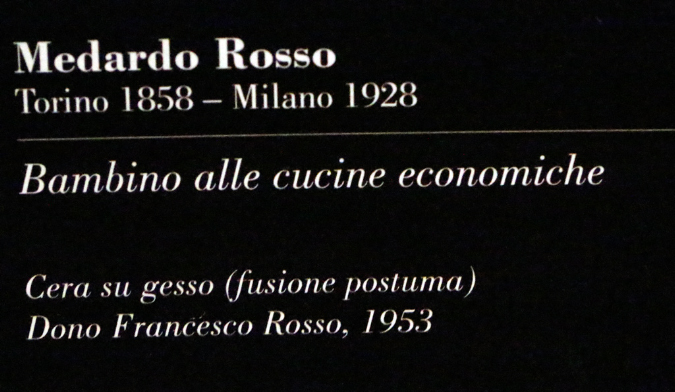 Medardo Rosso
Torino 1858 – Milano 1928
Bambino alle cucine economiche
Cera su gesso (fusione postuma)
Dono Francesco Rosso, 1953